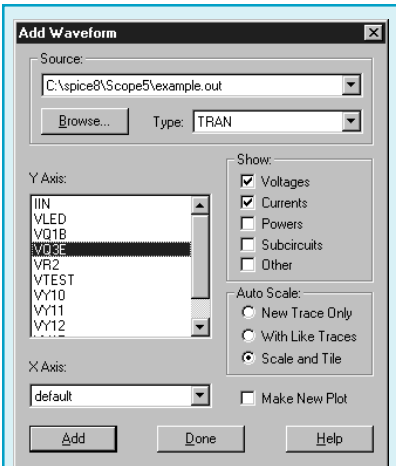 Add Waveform
Source:
C:\spice8\Scope5\example.out
Browse...
Type: TRAN
Y Axis:
IIN
VLED
VQ1B
VQ3E
VR2
VTEST
VY10
VY11
VY12
Show:
Voltages
Currents
Powers
Subcircuits
Other
Auto Scale:
New Trace Only
With Like Traces
Scale and Tile
X Axis:
default
Make New Plot
Add
Done
Help